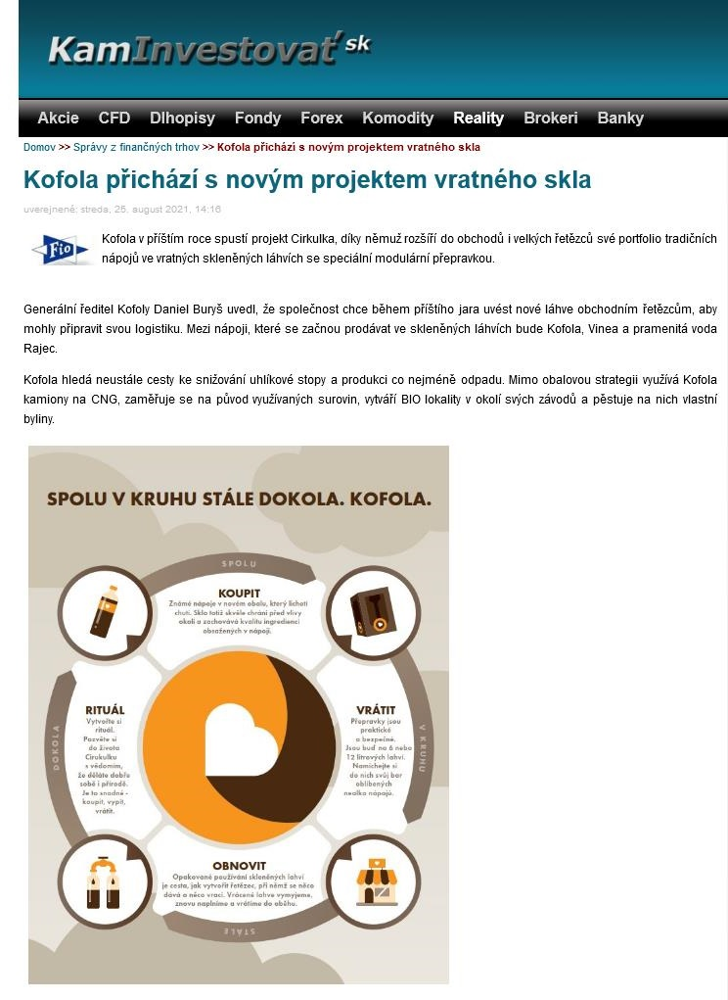 KamInvestovať sk
Akcie CFD Dlhopisy Fondy Forex Komodity Reality Brokeri Banky
Domov >> Správy z finančných trhov >> Kofola přichází s novým projektem vratného skla
Kofola přichází s novým projektem vratného skla
uverejnené: streda, 25. august 2021, 14:16
Fio
Kofola v příštím roce spustí projekt Cirkulka, díky němuž rozšíří do obchodů i velkých řetězců své portfolio tradičních
nápojů ve vratných skleněných láhvích se speciální modulární přepravkou.
Generální ředitel Kofoly Daniel Buryš uvedl, že společnost chce během příštího jara uvést nové láhve obchodním řetězcům, aby
mohly připravit svou logistiku. Mezi nápoji, které se začnou prodávat ve skleněných láhvích bude Kofola, Vinea a pramenitá voda
Rajec.
Kofola hledá neustále cesty ke snižování uhlíkové stopy a produkci co nejméně odpadu. Mimo obalovou strategii využívá Kofola
kamiony na CNG, zaměřuje se na původ využívaných surovin, vytváří BIO lokality v okolí svých závodů a pěstuje na nich vlastní
byliny.
SPOLU V KRUHU STÁLE DOKOLA. KOFOLA.
SPOLU
KOUPIT
Známé nápoje v novém obalu, který lichotí
chuti. Sklo totiž skvěle chrání před vlivy
okolí a zachovává kvalitu ingrediencí
obsažených v nápoji.
RITUÁL
Vytvořte si
rituál.
Pozvěte si
do života
Cirkulku
s vědomím,
že děláte dobře
sobě i přírodě.
Je to snadné -
koupit, vypít,
vrátit.
DOKOLA
VRÁTIT
Přepravky jsou
praktické
a bezpečné.
Jsou buď na 6 nebo
12 litrových lahví.
Namíchejte si
do nich svůj bar
oblíbených
nealko nápojů.
V KRUHU
OBNOVIT
Opakované používání skleněných lahví
je cesta, jak vytvořit řetězec, při němž se něco
dává a něco vrací. Vrácené lahve vymyjeme,
znovu naplníme a vrátíme do oběhu.
STÁLE